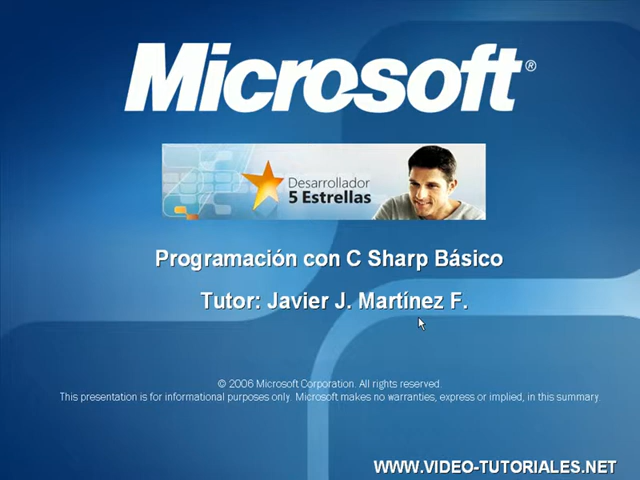 Microsoft®
Desarrollador
5 Estrellas
Programación con C Sharp Básico
Tutor: Javier J. Martínez F.
© 2006 Microsoft Corporation. All rights reserved.
This presentation is for informational purposes only. Microsoft makes no warranties, express or implied, in this summary.
WWW.VIDEO-TUTORIALES.NET